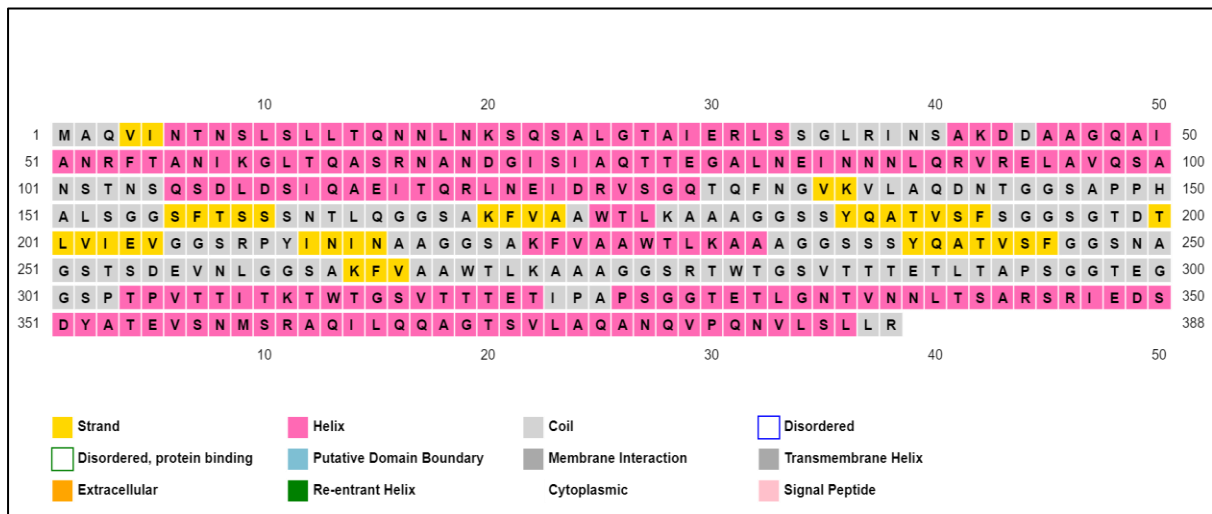 10 20 30 40 50
1 M A Q V I N T N S L S L L T Q N N L N K S Q S A L G T A I E R L S S G L R I N S A K D D A A G Q A I 50
51 A N R F T A N I K G L T Q A S R N A N D G I S I A Q T T E G A L N E I N N N L Q R V R E L A V Q S A 100
101 N S T N S Q S D L D S I Q A E I T Q R L N E I D R V S G Q T Q F N G V K V L A Q D N T G G S A P P H 150
151 A L S G G S F T S S S N T L Q G G S A K F V A A W T L K A A A G G S S Y Q A T V S F S G G S G T D T 200
201 L V I E V G G S R P Y I N I N A A G G S A K F V A A W T L K A A A G G S S S Y Q A T V S F G G S N A 250
251 G S T S D E V N L G G S A K F V A A W T L K A A A G G S R T W T G S V T T T E T L T A P S G G T E G 300
301 G S P T P V T T I T K T W T G S V T T T E T I P A P S G G T E T L G N T V N N L T S A R S R I E D S 350
351 D Y A T E V S N M S R A Q I L Q Q A G T S V L A Q A N Q V P Q N V L S L L R 388
10 20 30 40 50
Strand Helix Coil Disordered
Disordered, protein binding Putative Domain Boundary Membrane Interaction Transmembrane Helix
Extracellular Re-entrant Helix Cytoplasmic Signal Peptide